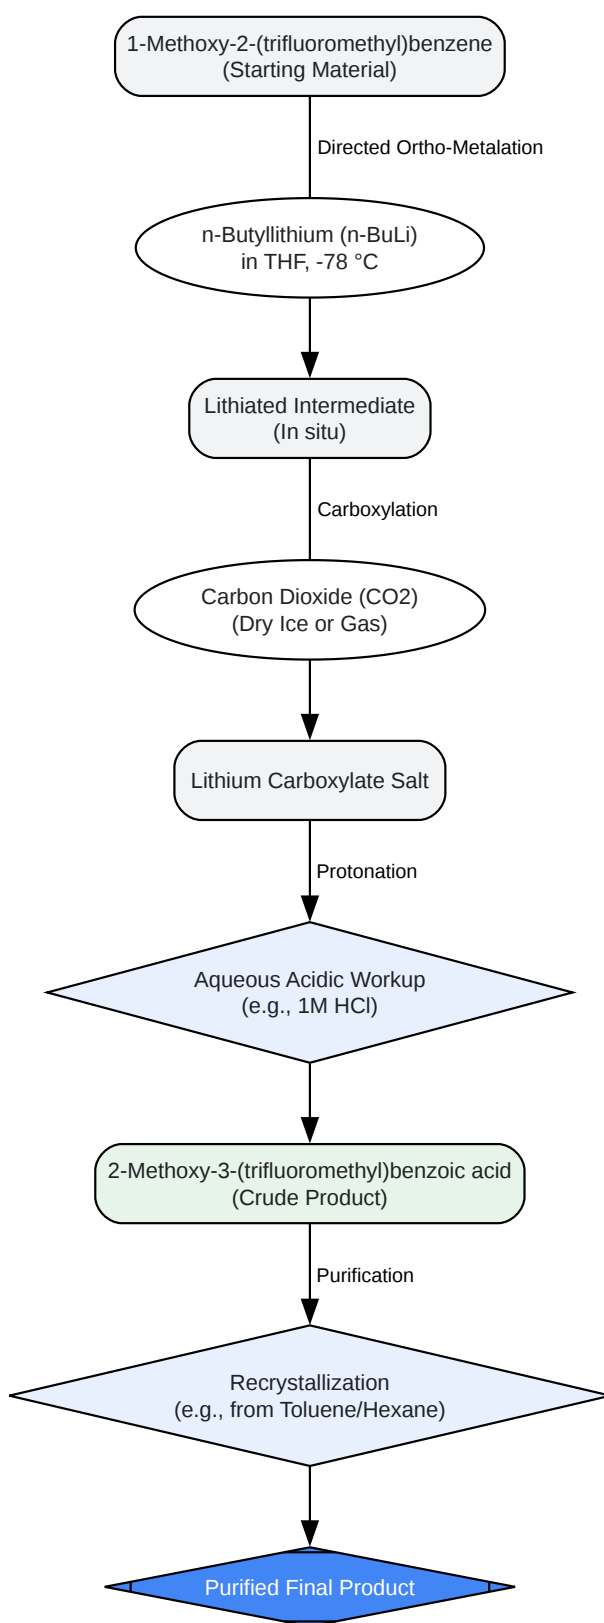 1-Methoxy-2-(trifluoromethyl)benzene
(Starting Material)
Directed Ortho-Metalation
n-Butyllithium (n-BuLi)
in THF, -78 °C
Lithiated Intermediate
(In situ)
Carboxylation
Carbon Dioxide (CO2)
(Dry Ice or Gas)
Lithium Carboxylate Salt
Protonation
Aqueous Acidic Workup
(e.g., 1M HCl)
2-Methoxy-3-(trifluoromethyl)benzoic acid
(Crude Product)
Purification
Recrystallization
(e.g., from Toluene/Hexane)
Purified Final Product